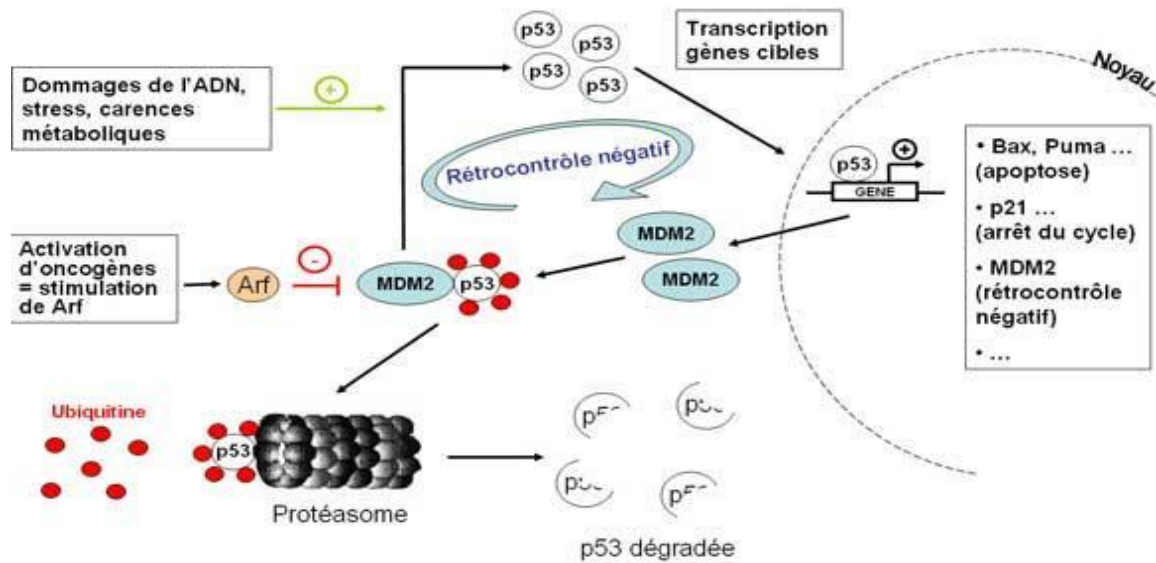 p53
p53
p53
p53
Transcription
gènes cibles
Noyau
Dommages de l'ADN,
stress, carences
métaboliques
+
Rétrocontrôle négatif
p53
+
GENE
• Bax, Puma ...
(apoptose)
• p21 ...
(arrêt du cycle)
• MDM2
(rétrocontrôle
négatif)
• ...
MDM2
MDM2
Activation
d'oncogènes
= stimulation
de Arf
Arf
-
MDM2
p53
Ubiquitine
p53
Protéasome
p53 dégradée